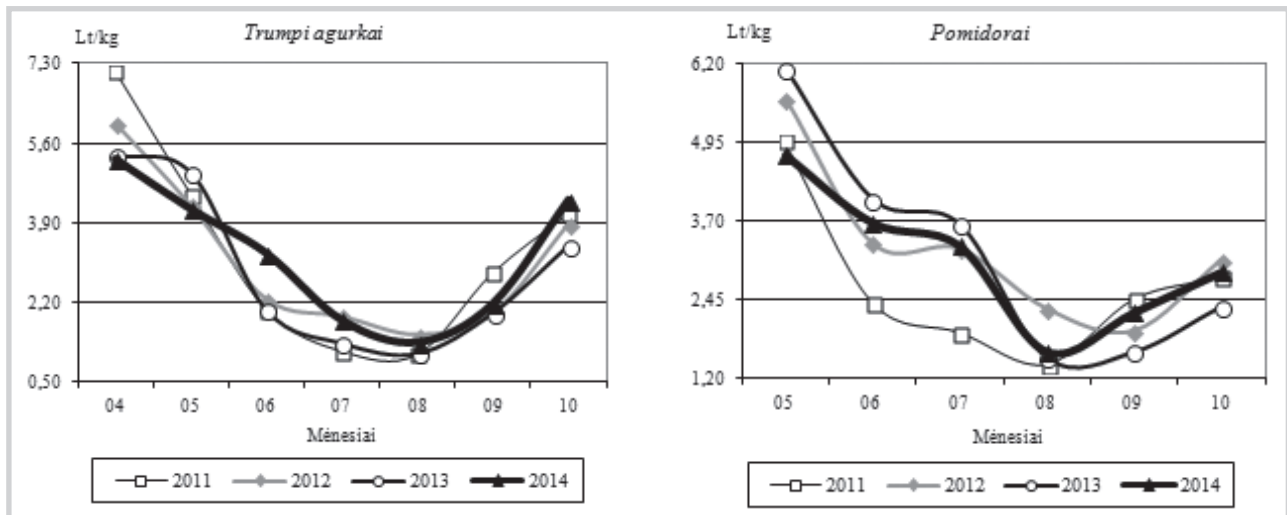 Lt/kg Trumpi agurkai
7,30
5,60
3,90
2,20
0,50
04 05 06 07 08 09 10
Mėnesiai
2011 2012 2013 2014
Lt/kg Pomidorai
6,20
4,95
3,70
2,45
1,20
05 06 07 08 09 10
Mėnesiai
2011 2012 2013 2014